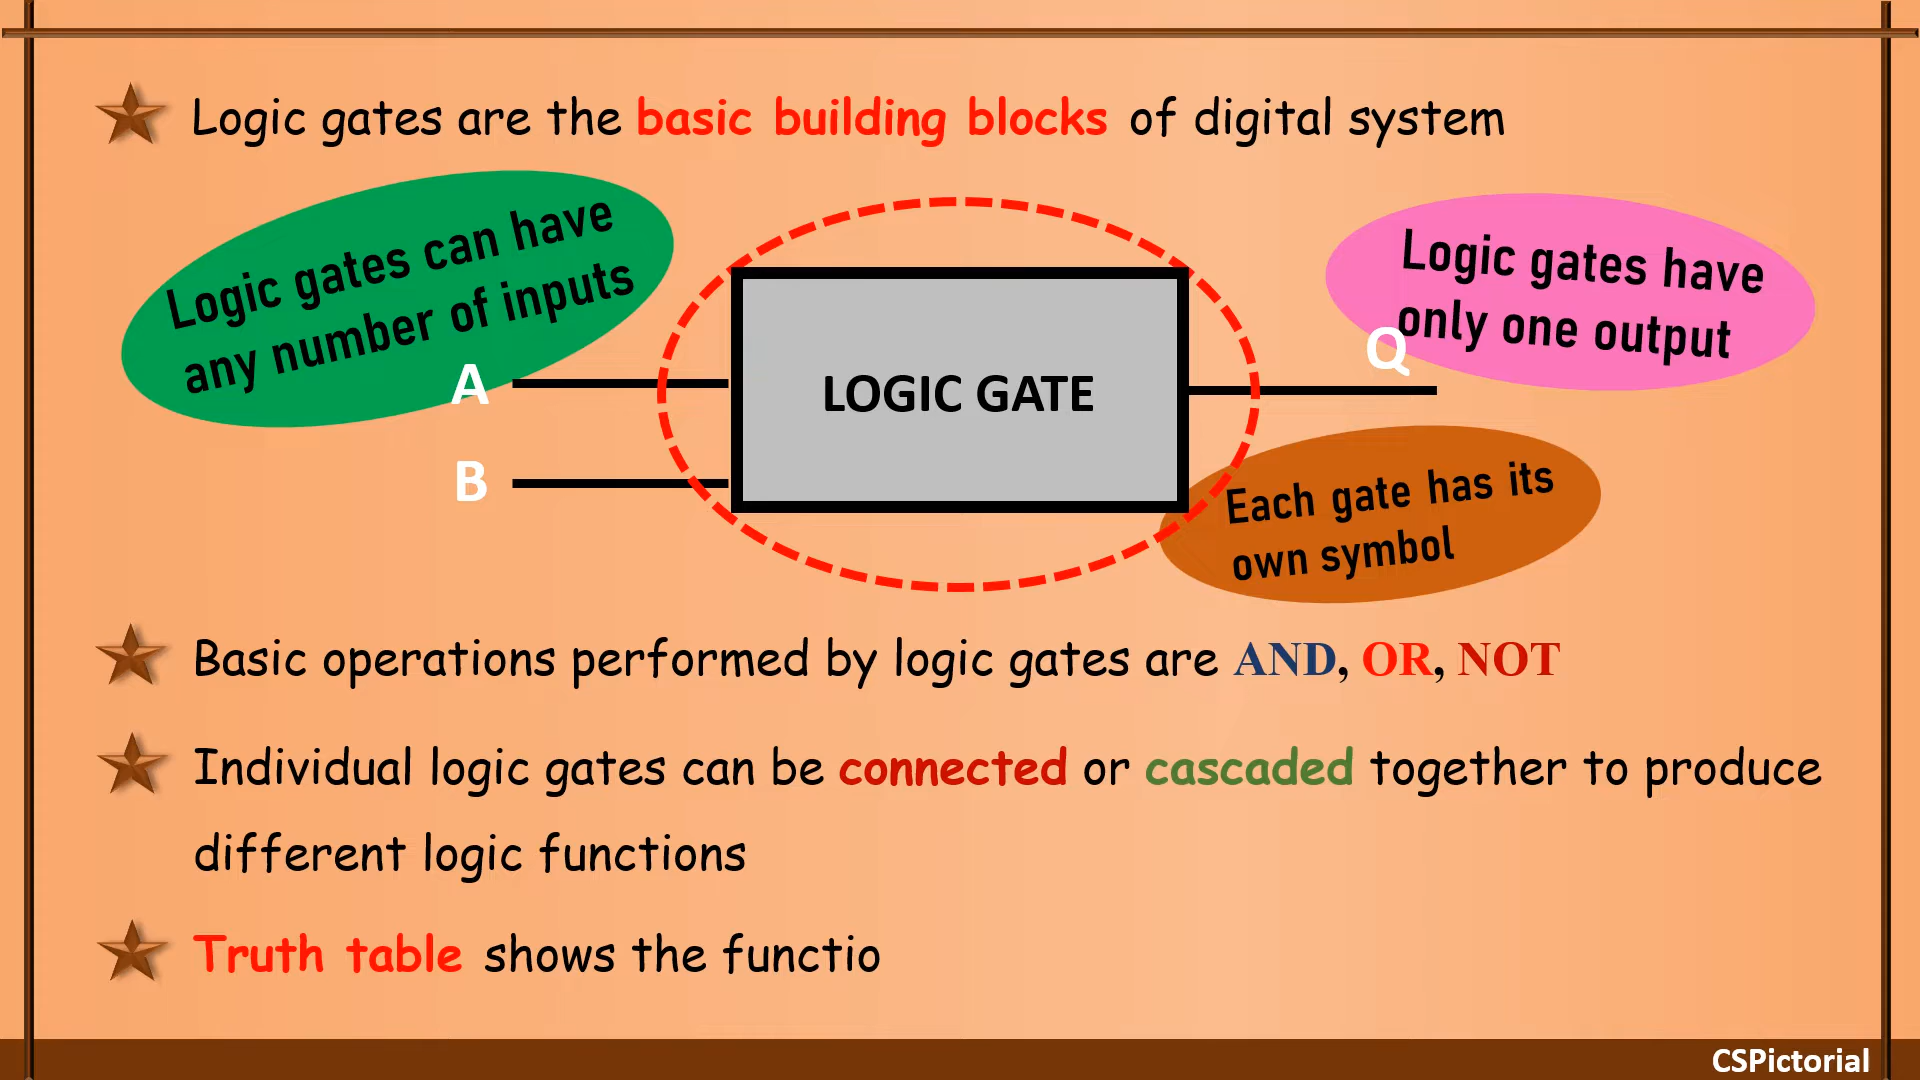 Logic gates are the basic building blocks of digital system
Logic gates can have
any number of inputs
Logic gates have
only one output
A
B
LOGIC GATE
Q
Each gate has its
own symbol
Basic operations performed by logic gates are AND, OR, NOT
Individual logic gates can be connected or cascaded together to produce
different logic functions
Truth table shows the functio
CSPictorial